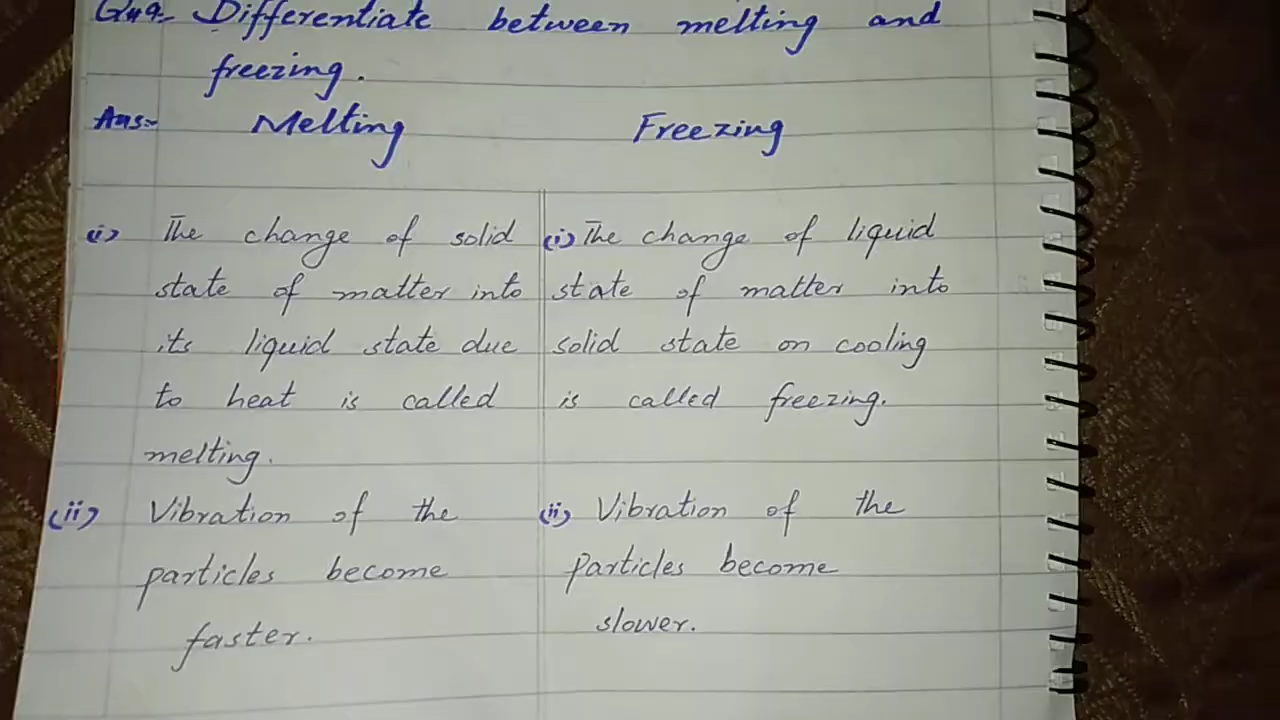 Differentiate between melting and
freezing.
Ans- Melting Freezing
(i) The change of solid
state of matter into
its liquid state due
to heat is called
melting.
(ii) Vibration of the
particles become
faster.
(i) The change of liquid
state of matter into
solid state on cooling
is called freezing.
(ii) Vibration of the
particles become
slower.